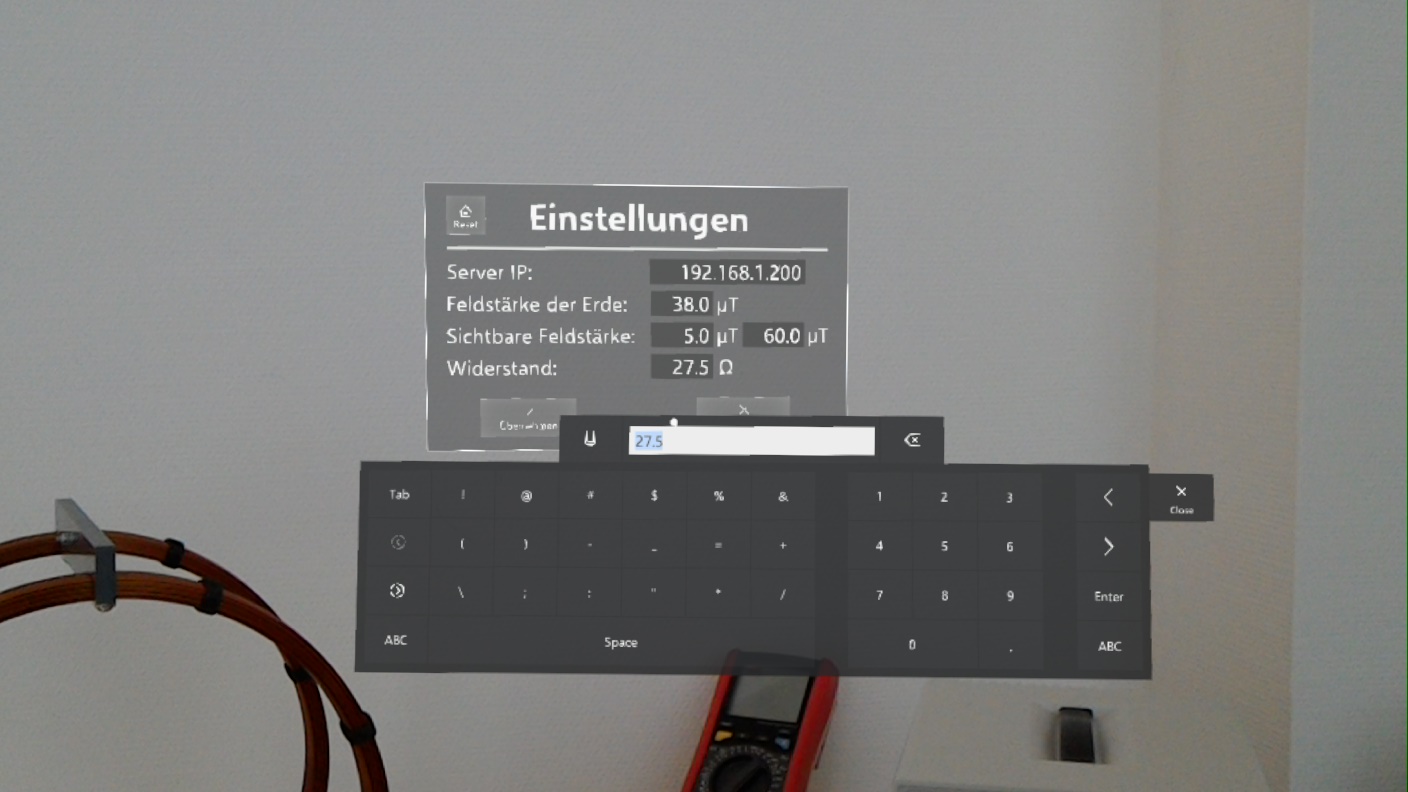 Einstellungen
Reset
Server IP: 192.168.1.200
Feldstärke der Erde: 38.0 µT
Sichtbare Feldstärke: 5.0 µT 60.0 µT
Widerstand: 27.5 Ω
27.5
Tab ! @ # $ % & 1 2 3 <
Close
( ) - _ = + 4 5 6 >
\ ; : " * / 7 8 9 Enter
ABC Space 0 . ABC